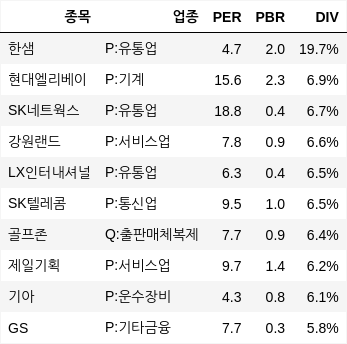 종목 업종 PER PBR DIV
한샘 P:유통업 4.7 2.0 19.7%
현대엘리베이 P:기계 15.6 2.3 6.9%
SK네트웍스 P:유통업 18.8 0.4 6.7%
강원랜드 P:서비스업 7.8 0.9 6.6%
LX인터내셔널 P:유통업 6.3 0.4 6.5%
SK텔레콤 P:통신업 9.5 1.0 6.5%
골프존 Q:출판매체복제 7.7 0.9 6.4%
제일기획 P:서비스업 9.7 1.4 6.2%
기아 P:운수장비 4.3 0.8 6.1%
GS P:기타금융 7.7 0.3 5.8%